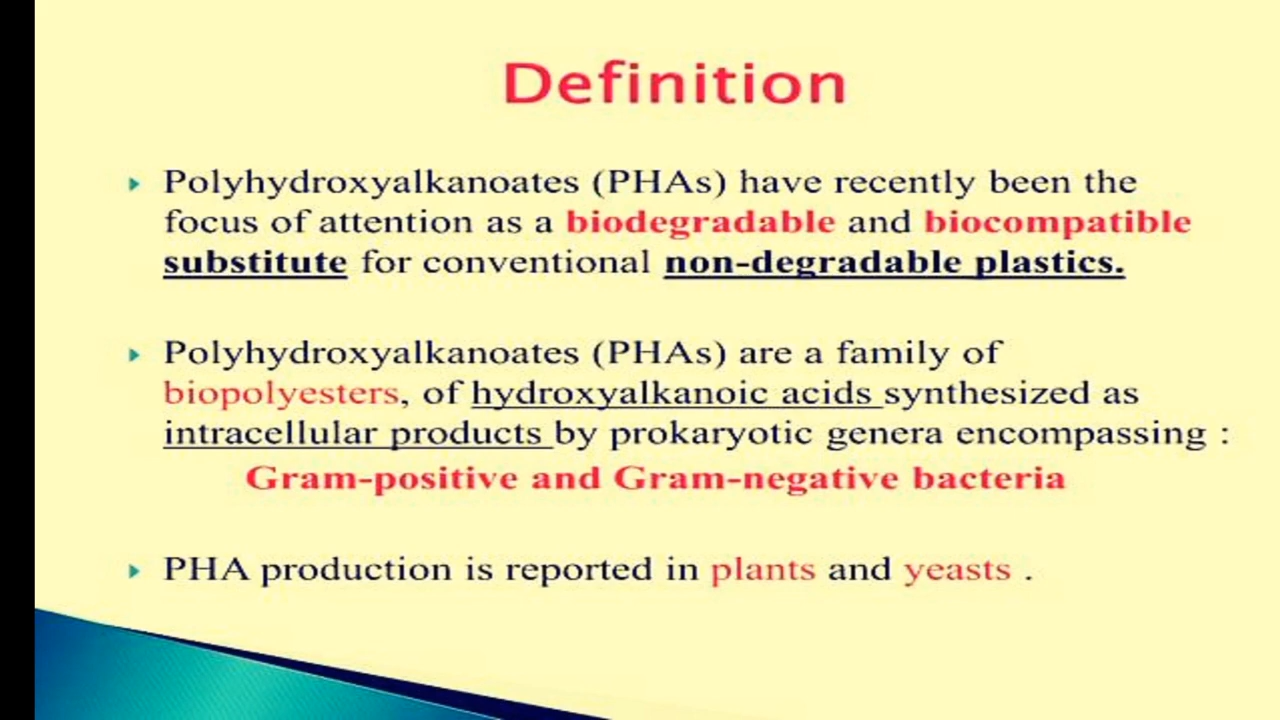 Definition
Polyhydroxyalkanoates (PHAs) have recently been the
focus of attention as a biodegradable and biocompatible
substitute for conventional non-degradable plastics.
Polyhydroxyalkanoates (PHAs) are a family of
biopolyesters, of hydroxyalkanoic acids synthesized as
intracellular products by prokaryotic genera encompassing :
Gram-positive and Gram-negative bacteria
PHA production is reported in plants and yeasts .